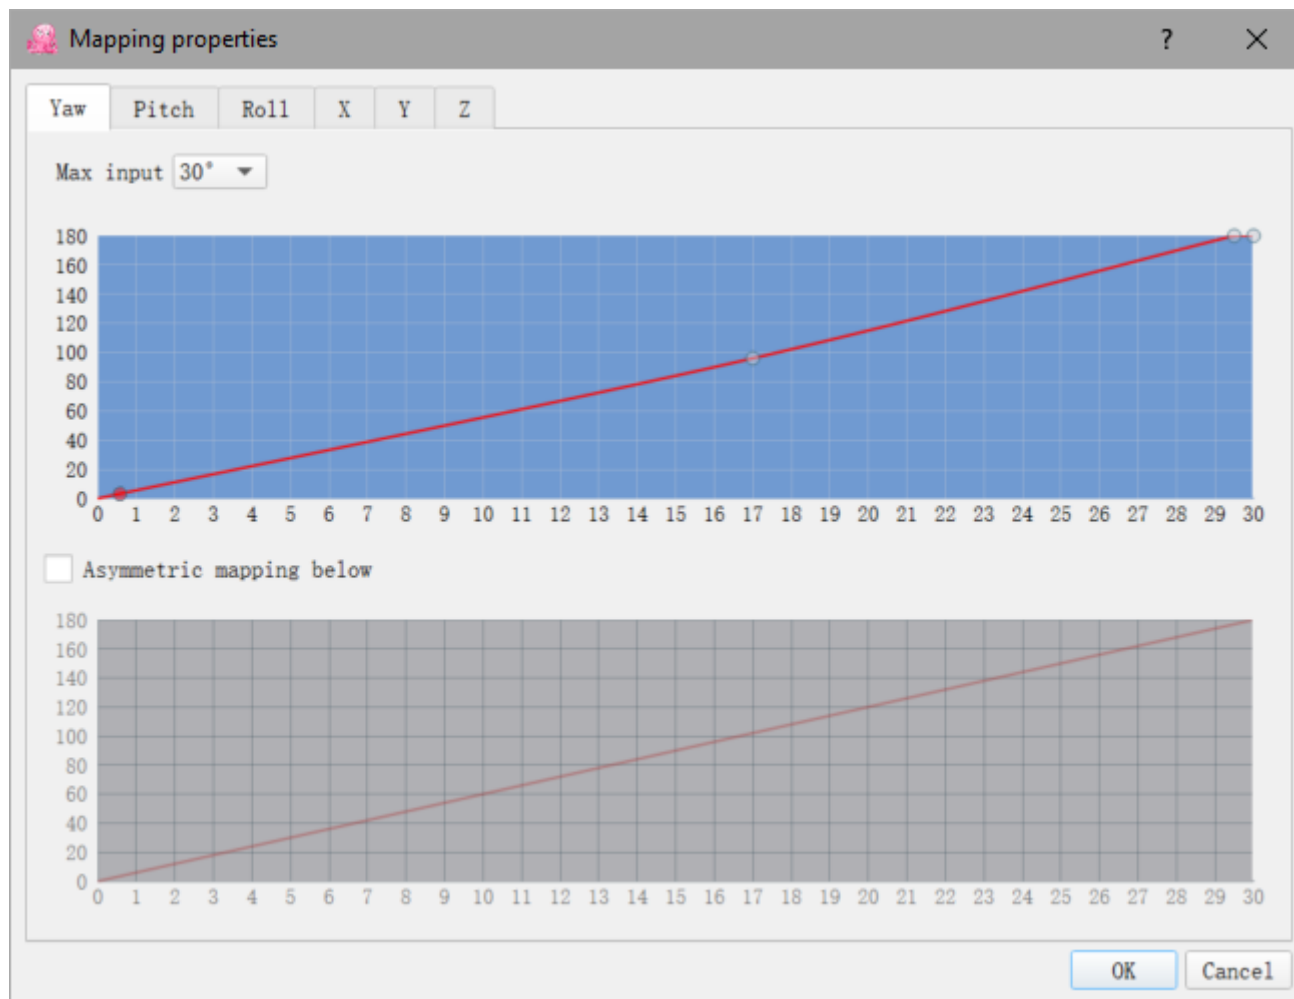 Mapping properties ?
Yaw Pitch Roll X Y Z
Max input 30°
180
160
140
120
100
80
60
40
20
0
0 1 2 3 4 5 6 7 8 9 10 11 12 13 14 15 16 17 18 19 20 21 22 23 24 25 26 27 28 29 30
Asymmetric mapping below
180
160
140
120
100
80
60
40
20
0
0 1 2 3 4 5 6 7 8 9 10 11 12 13 14 15 16 17 18 19 20 21 22 23 24 25 26 27 28 29 30
OK Cancel